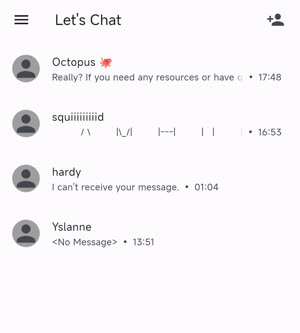 Let's Chat
Octopus 🐙
Really? If you need any resources or have • 17:48
squiiiiiiiiid
/ \ |\_/| |---| | | • 16:53
hardy
I can't receive your message. • 01:04
Yslanne
<No Message> • 13:51